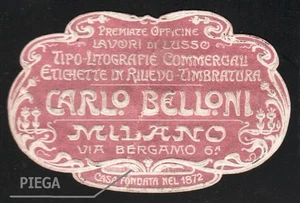 PREMIATE OFFICINE
LAVORI DI LUSSO
TIPO-LITOGRAFIE COMMERCIALI
ETICHETTE IN RILIEVO-TIMBRATURA
CARLO BELLONI
MILANO
VIA BERGAMO 6A
CASA FONDATA NEL 1872
PIEGA